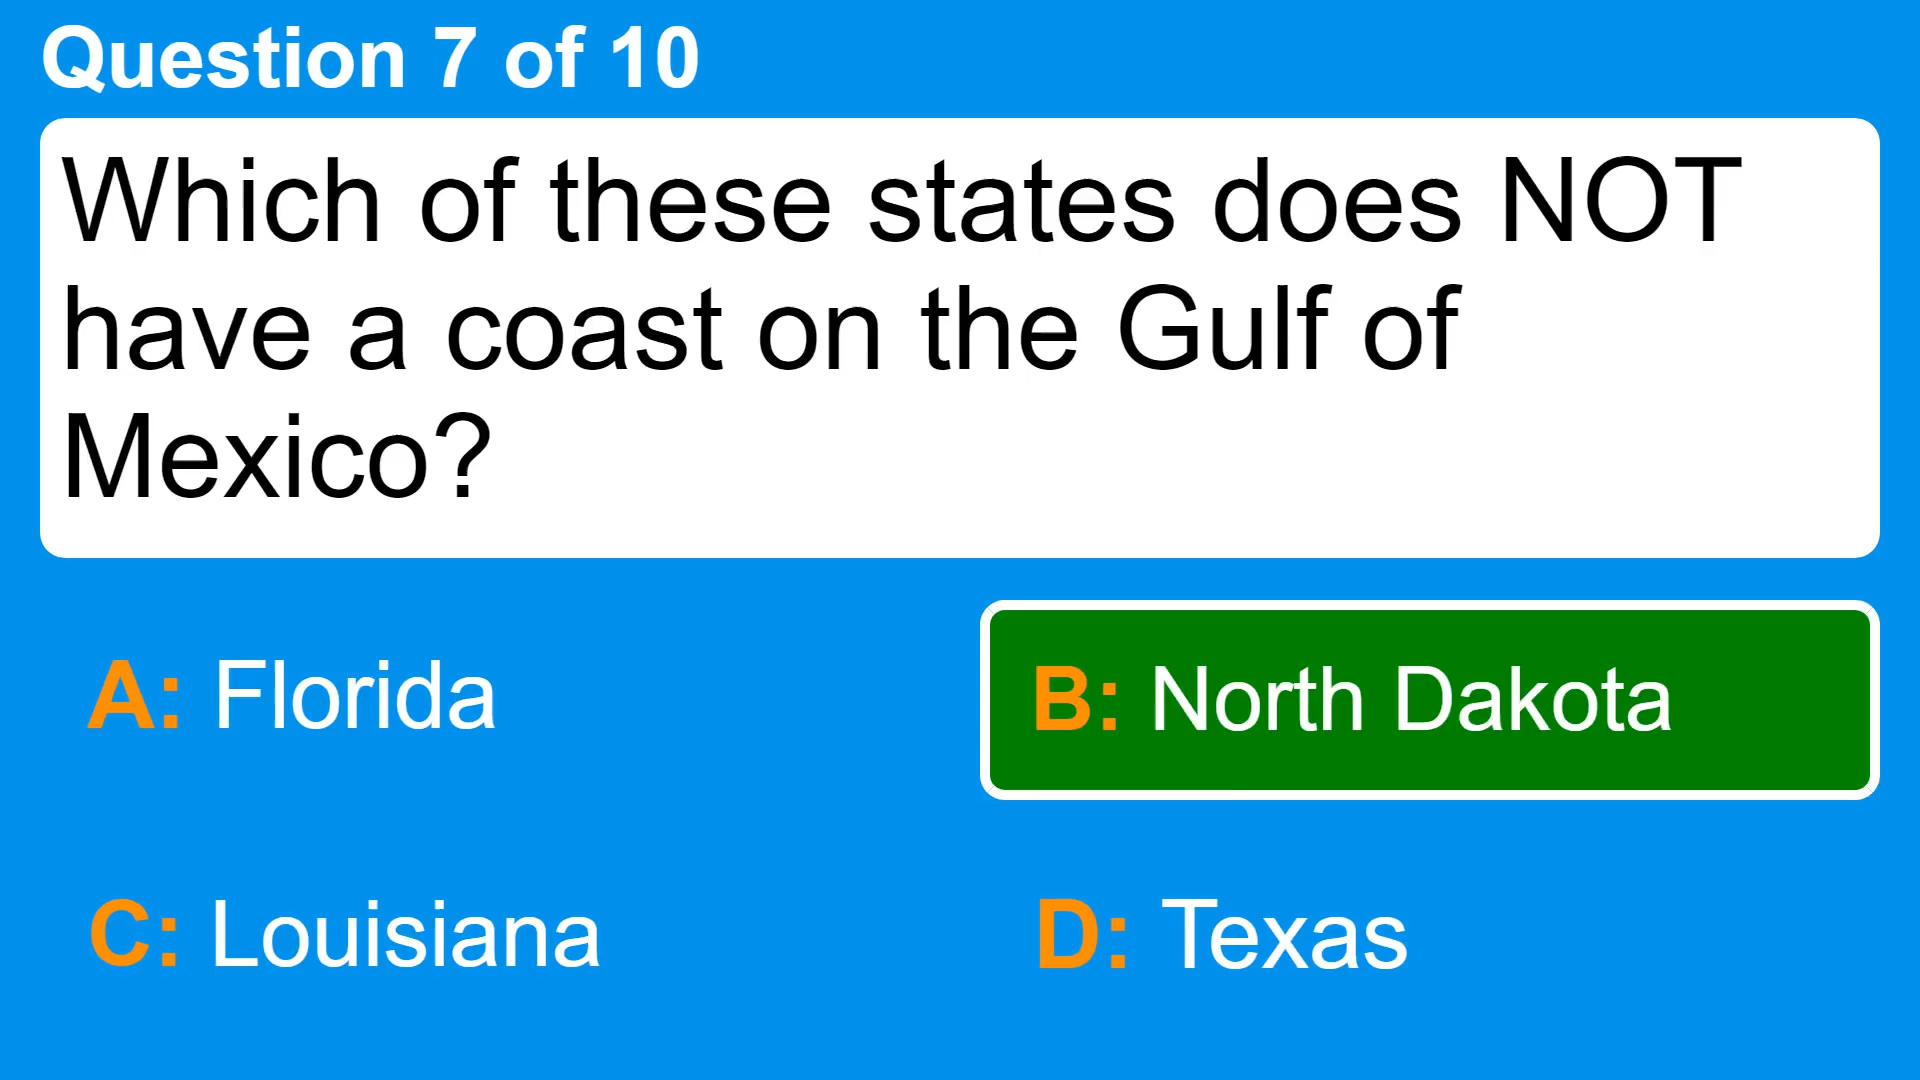 Question 7 of 10
Which of these states does NOT
have a coast on the Gulf of
Mexico?
A: Florida
B: North Dakota
C: Louisiana
D: Texas